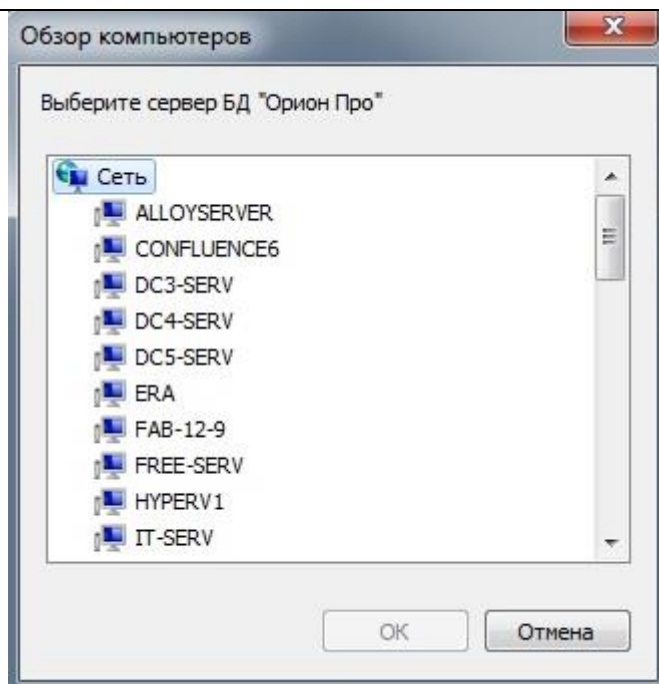 Обзор компьютеров
Выберите сервер БД "Орион Про"
Сеть
ALLOYSERVER
CONFLUENCE6
DC3-SERV
DC4-SERV
DC5-SERV
ERA
FAB-12-9
FREE-SERV
HYPERV1
IT-SERV
ОК Отмена